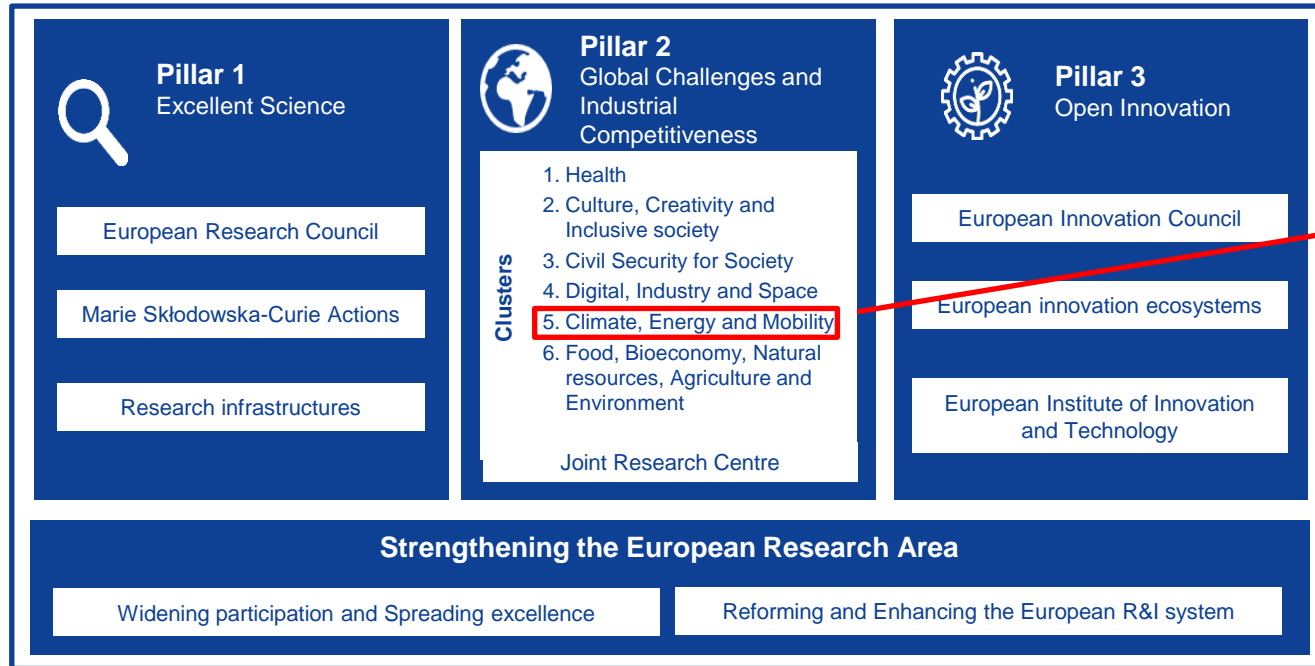 Pillar 1
Excellent Science
European Research Council
Marie Skłodowska-Curie Actions
Research infrastructures
Pillar 2
Global Challenges and
Industrial
Competitiveness
Clusters
1. Health
2. Culture, Creativity and
Inclusive society
3. Civil Security for Society
4. Digital, Industry and Space
5. Climate, Energy and Mobility
6. Food, Bioeconomy, Natural
resources, Agriculture and
Environment
Joint Research Centre
Pillar 3
Open Innovation
European Innovation Council
European innovation ecosystems
European Institute of Innovation
and Technology
Strengthening the European Research Area
Widening participation and Spreading excellence
Reforming and Enhancing the European R&I system